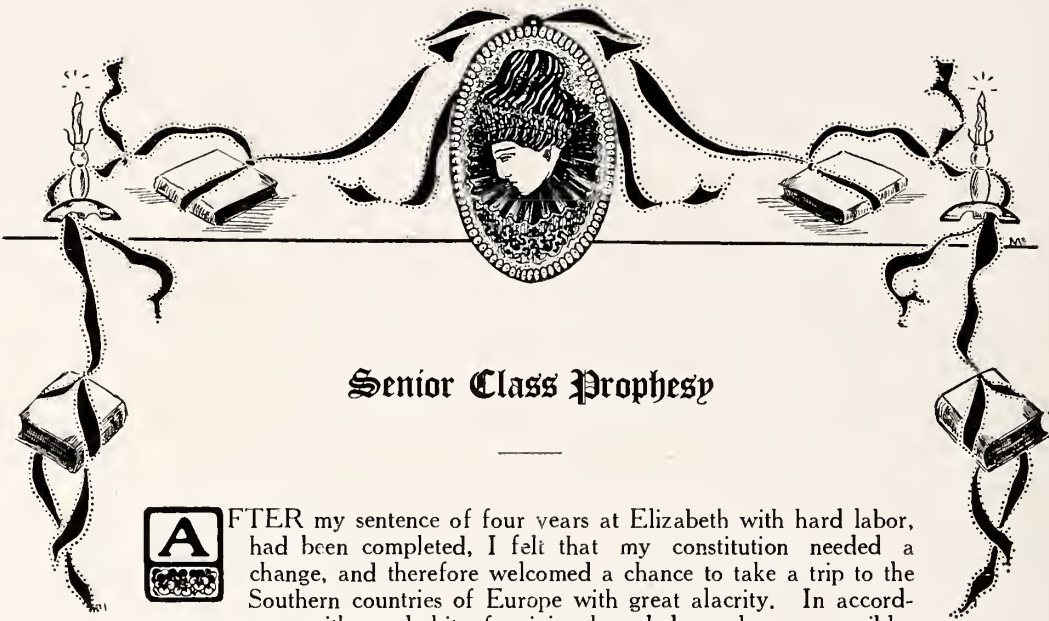 Mc
Senior Class Prophesy
AFTER my sentence of four years at Elizabeth with hard labor,
had been completed, I felt that my constitution needed a
change, and therefore welcomed a chance to take a trip to the
Southern countries of Europe with great alacrity. In accord-